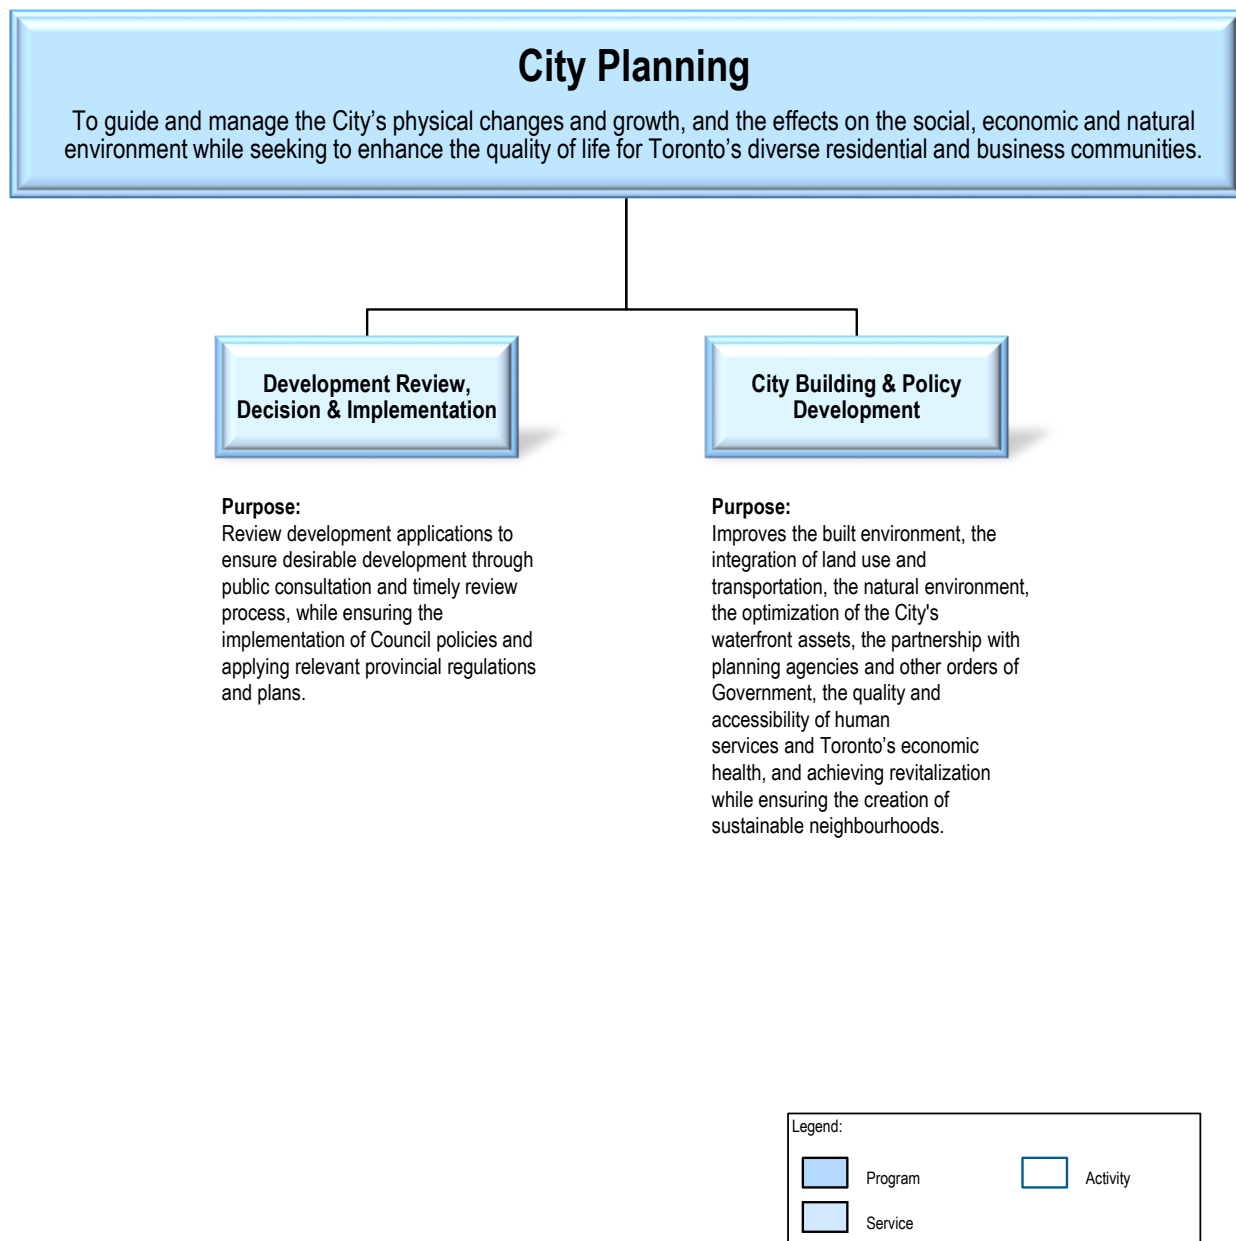 City Planning
To guide and manage the City’s physical changes and growth, and the effects on the social, economic and natural
environment while seeking to enhance the quality of life for Toronto’s diverse residential and business communities.
Development Review,
Decision & Implementation
Purpose:
Review development applications to
ensure desirable development through
public consultation and timely review
process, while ensuring the
implementation of Council policies and
applying relevant provincial regulations
and plans.
City Building & Policy
Development
Purpose:
Improves the built environment, the
integration of land use and
transportation, the natural environment,
the optimization of the City's
waterfront assets, the partnership with
planning agencies and other orders of
Government, the quality and
accessibility of human
services and Toronto’s economic
health, and achieving revitalization
while ensuring the creation of
sustainable neighbourhoods.
Legend:
Program
Activity
Service